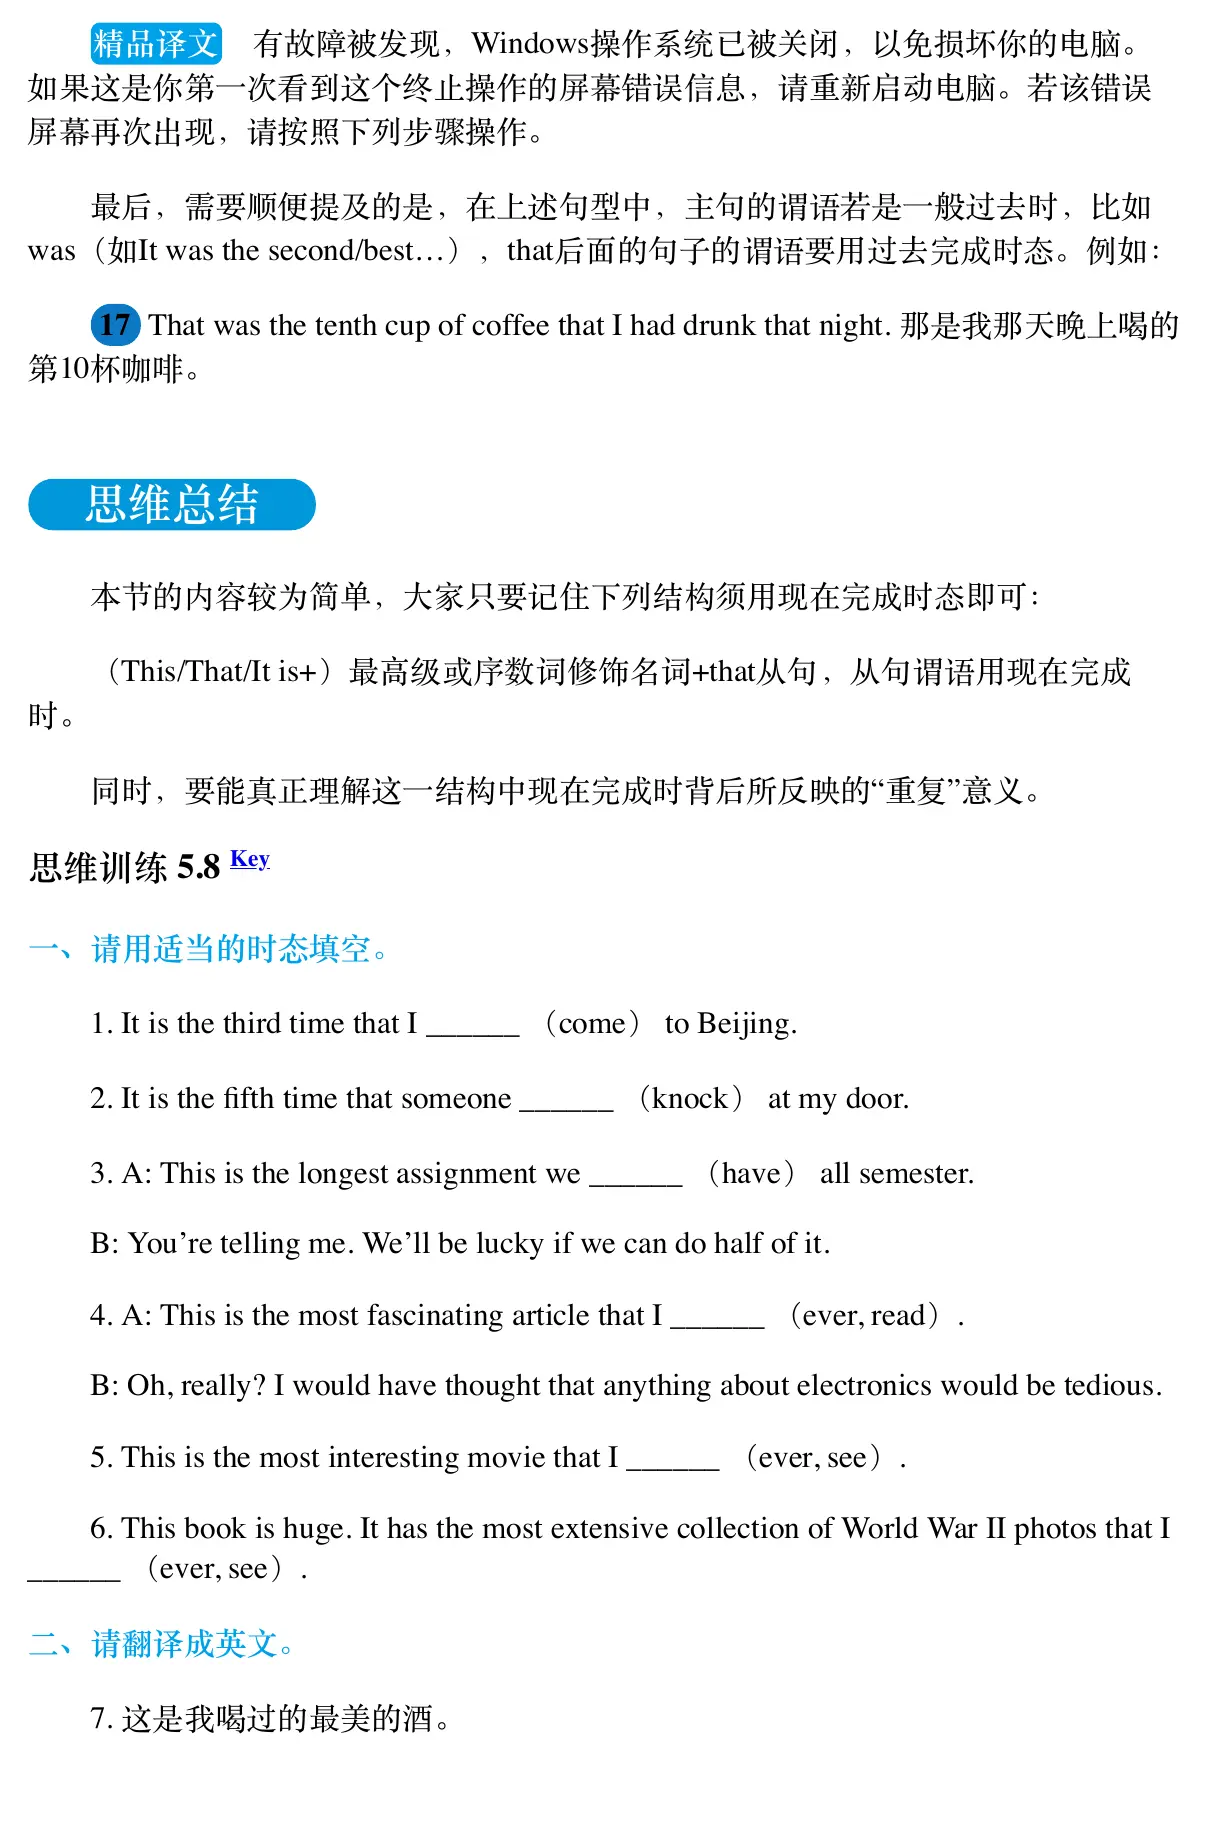 精品译文 有故障被发现，Windows操作系统已被关闭，以免损坏你的电脑。
如果这是你第一次看到这个终止操作的屏幕错误信息，请重新启动电脑。若该错误
屏幕再次出现，请按照下列步骤操作。
最后，需要顺便提及的是，在上述句型中，主句的谓语若是一般过去时，比如
was（如It was the second/best…），that后面的句子的谓语要用过去完成时态。例如：
17 That was the tenth cup of coffee that I had drunk that night. 那是我那天晚上喝的
第10杯咖啡。
思维总结
本节的内容较为简单，大家只要记住下列结构须用现在完成时态即可：
（This/That/It is+）最高级或序数词修饰名词+that从句，从句谓语用现在完成
时。
同时，要能真正理解这一结构中现在完成时背后所反映的“重复”意义。
思维训练 5.8 Key
一、请用适当的时态填空。
1. It is the third time that I ______ （come） to Beijing.
2. It is the fifth time that someone ______ （knock） at my door.
3. A: This is the longest assignment we ______ （have） all semester.
B: You’re telling me. We’ll be lucky if we can do half of it.
4. A: This is the most fascinating article that I ______ （ever, read）.
B: Oh, really? I would have thought that anything about electronics would be tedious.
5. This is the most interesting movie that I ______ （ever, see）.
6. This book is huge. It has the most extensive collection of World War II photos that I
______ （ever, see）.
二、请翻译成英文。
7. 这是我喝过的最美的酒。